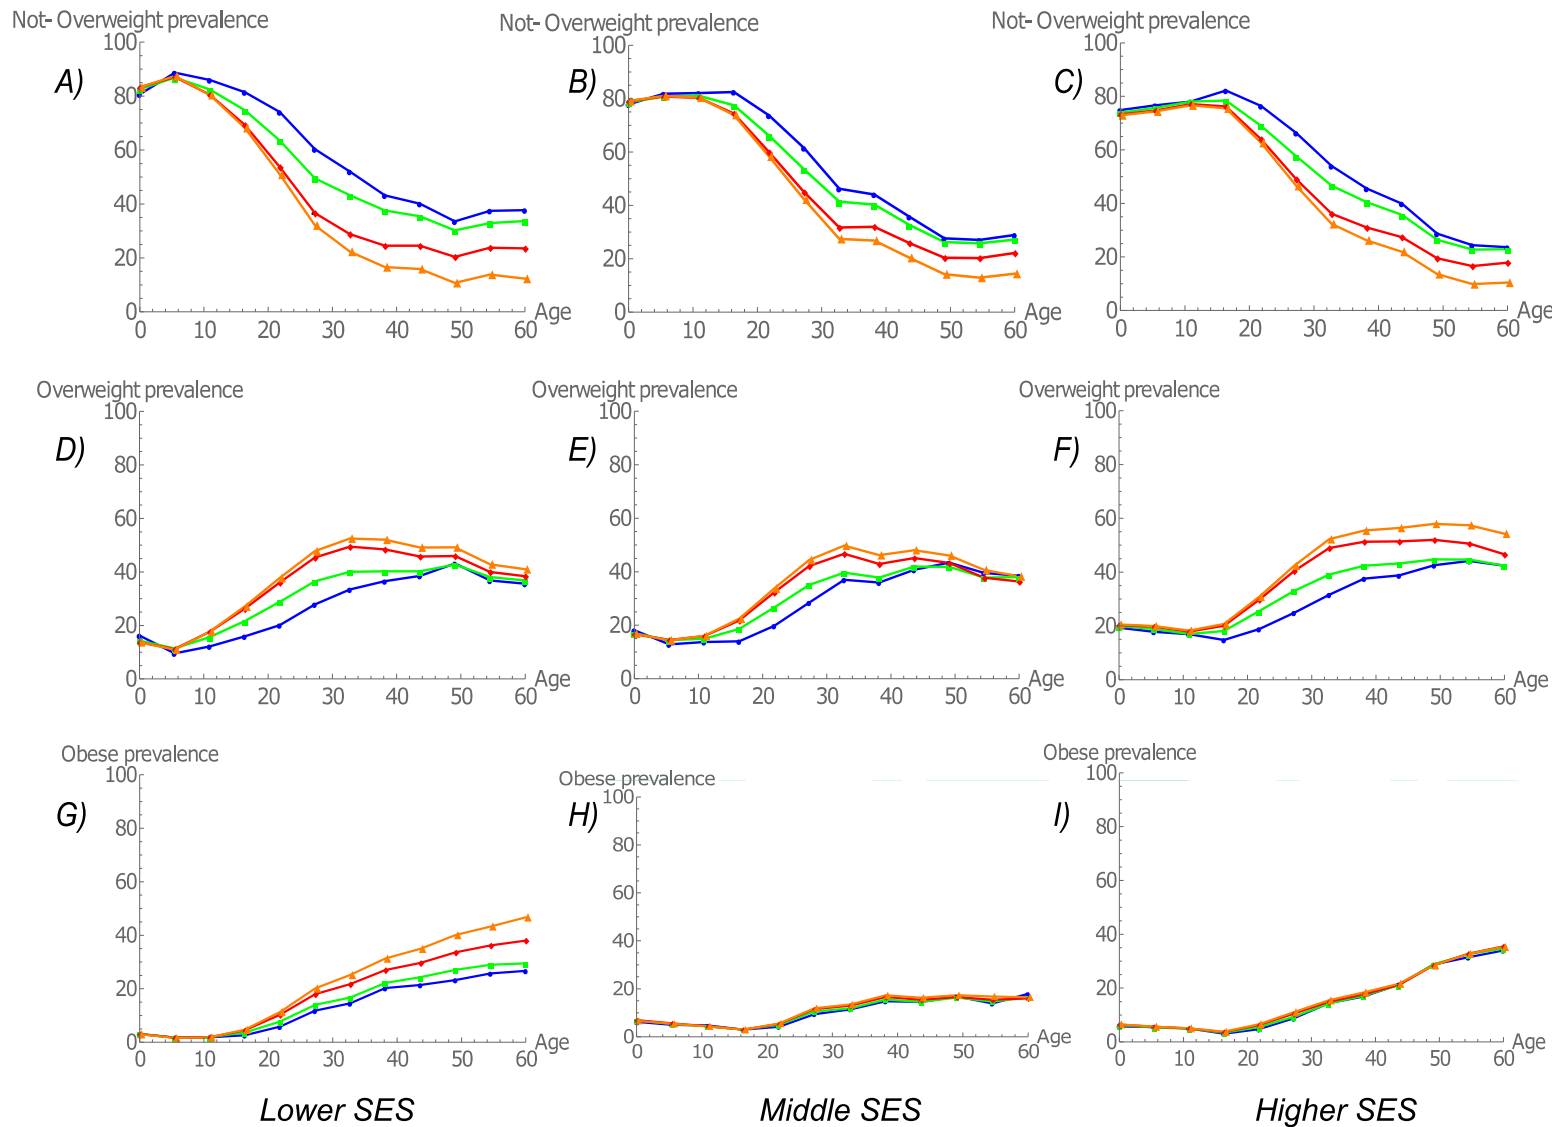 Not- Overweight prevalence
Not- Overweight prevalence
Not- Overweight prevalence
A)
B)
C)
100
80
60
40
20
0
0 10 20 30 40 50 60
Age
100
80
60
40
20
0
0 10 20 30 40 50 60
Age
100
80
60
40
20
0
0 10 20 30 40 50 60
Age
Overweight prevalence
Overweight prevalence
Overweight prevalence
D)
E)
F)
100
80
60
40
20
0
0 10 20 30 40 50 60
Age
100
80
60
40
20
0
0 10 20 30 40 50 60
Age
100
80
60
40
20
0
0 10 20 30 40 50 60
Age
Obese prevalence
Obese prevalence
Obese prevalence
G)
H)
I)
100
80
60
40
20
0
0 10 20 30 40 50 60
Age
100
80
60
40
20
0
0 10 20 30 40 50 60
Age
100
80
60
40
20
0
0 10 20 30 40 50 60
Age
Lower SES
Middle SES
Higher SES